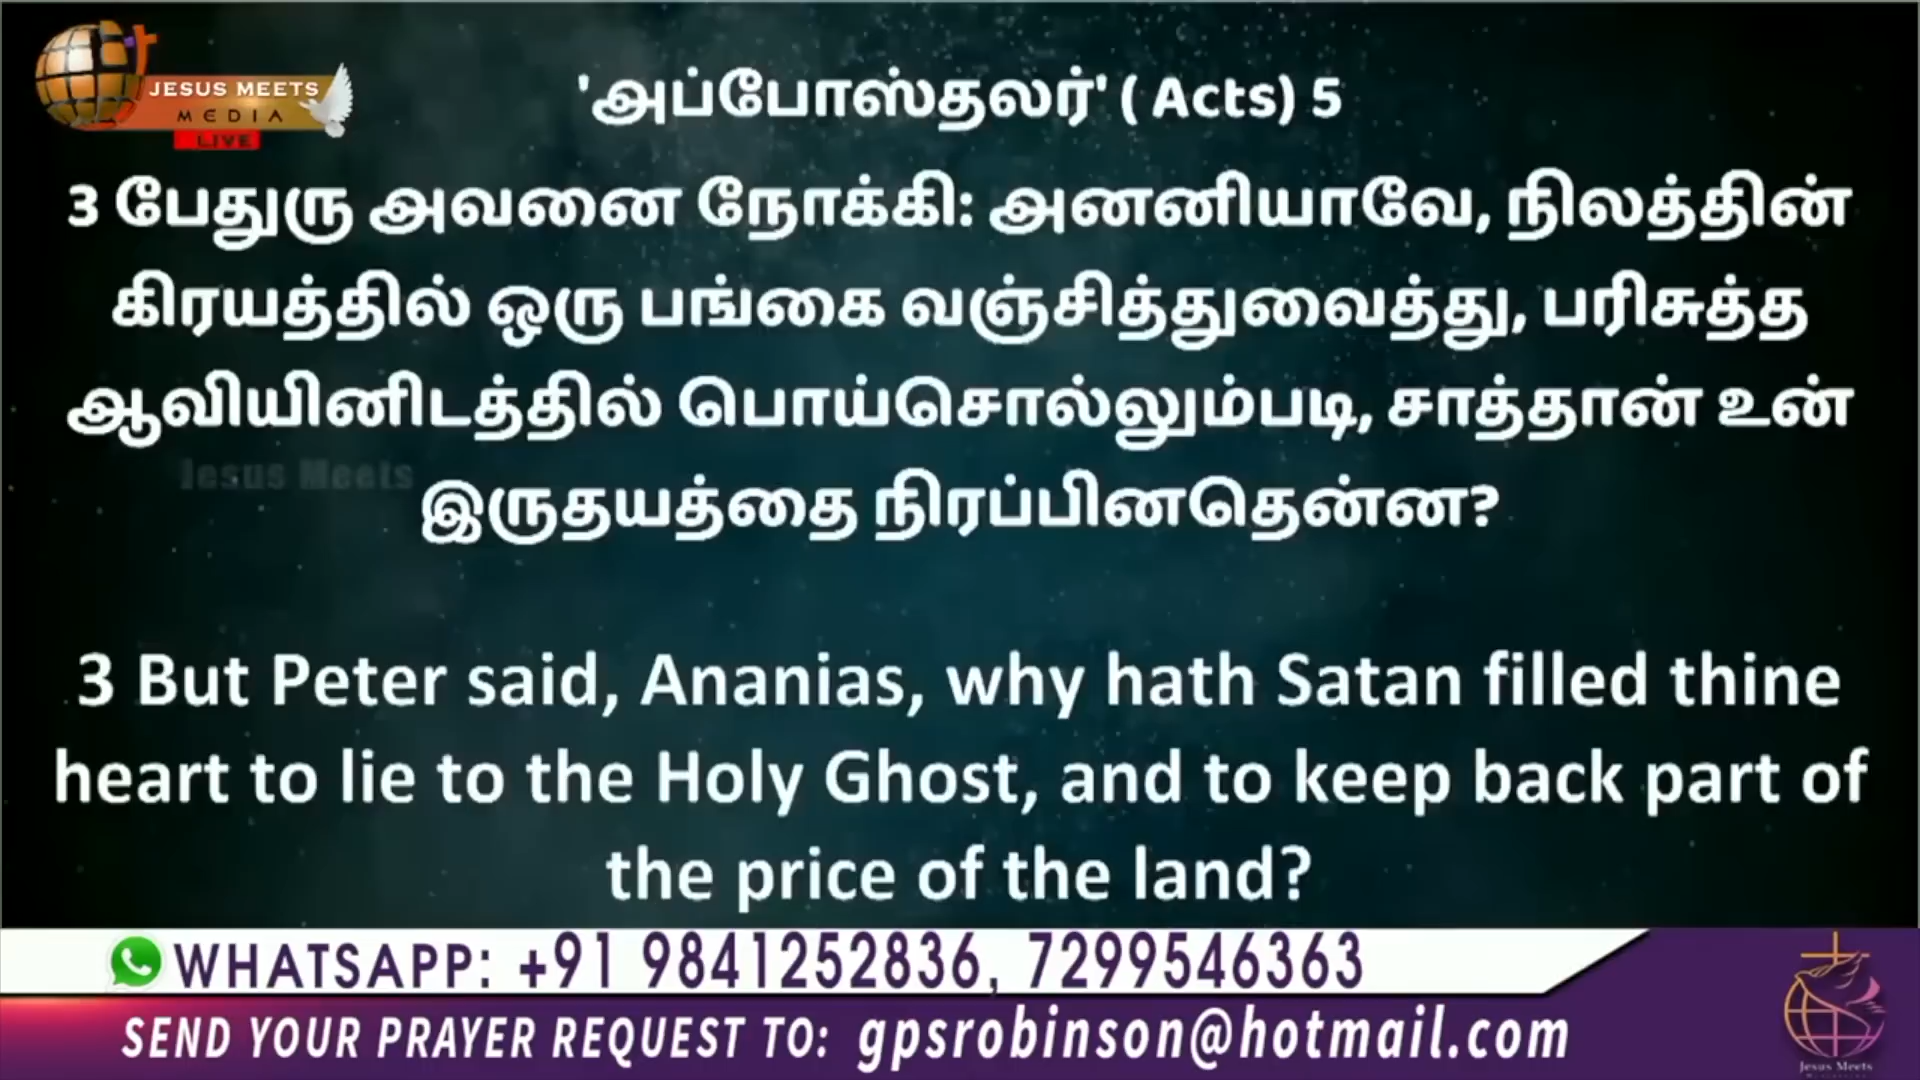 JESUS MEETS
MEDIA
LIVE
'அப்போஸ்தலர்' ( Acts) 5
3 பேதுரு அவனை நோக்கி: அனனியாவே, நிலத்தின்
கிரயத்தில் ஒரு பங்கை வஞ்சித்துவைத்து, பரிசுத்த
ஆவியினிடத்தில் பொய்சொல்லும்படி, சாத்தான் உன்
Jesus Meets
இருதயத்தை நிரப்பினதென்ன?
3 But Peter said, Ananias, why hath Satan filled thine
heart to lie to the Holy Ghost, and to keep back part of
the price of the land?
WHATSAPP: +91 9841252836, 7299546363
SEND YOUR PRAYER REQUEST TO: gpsrobinson@hotmail.com
Jesus Meets